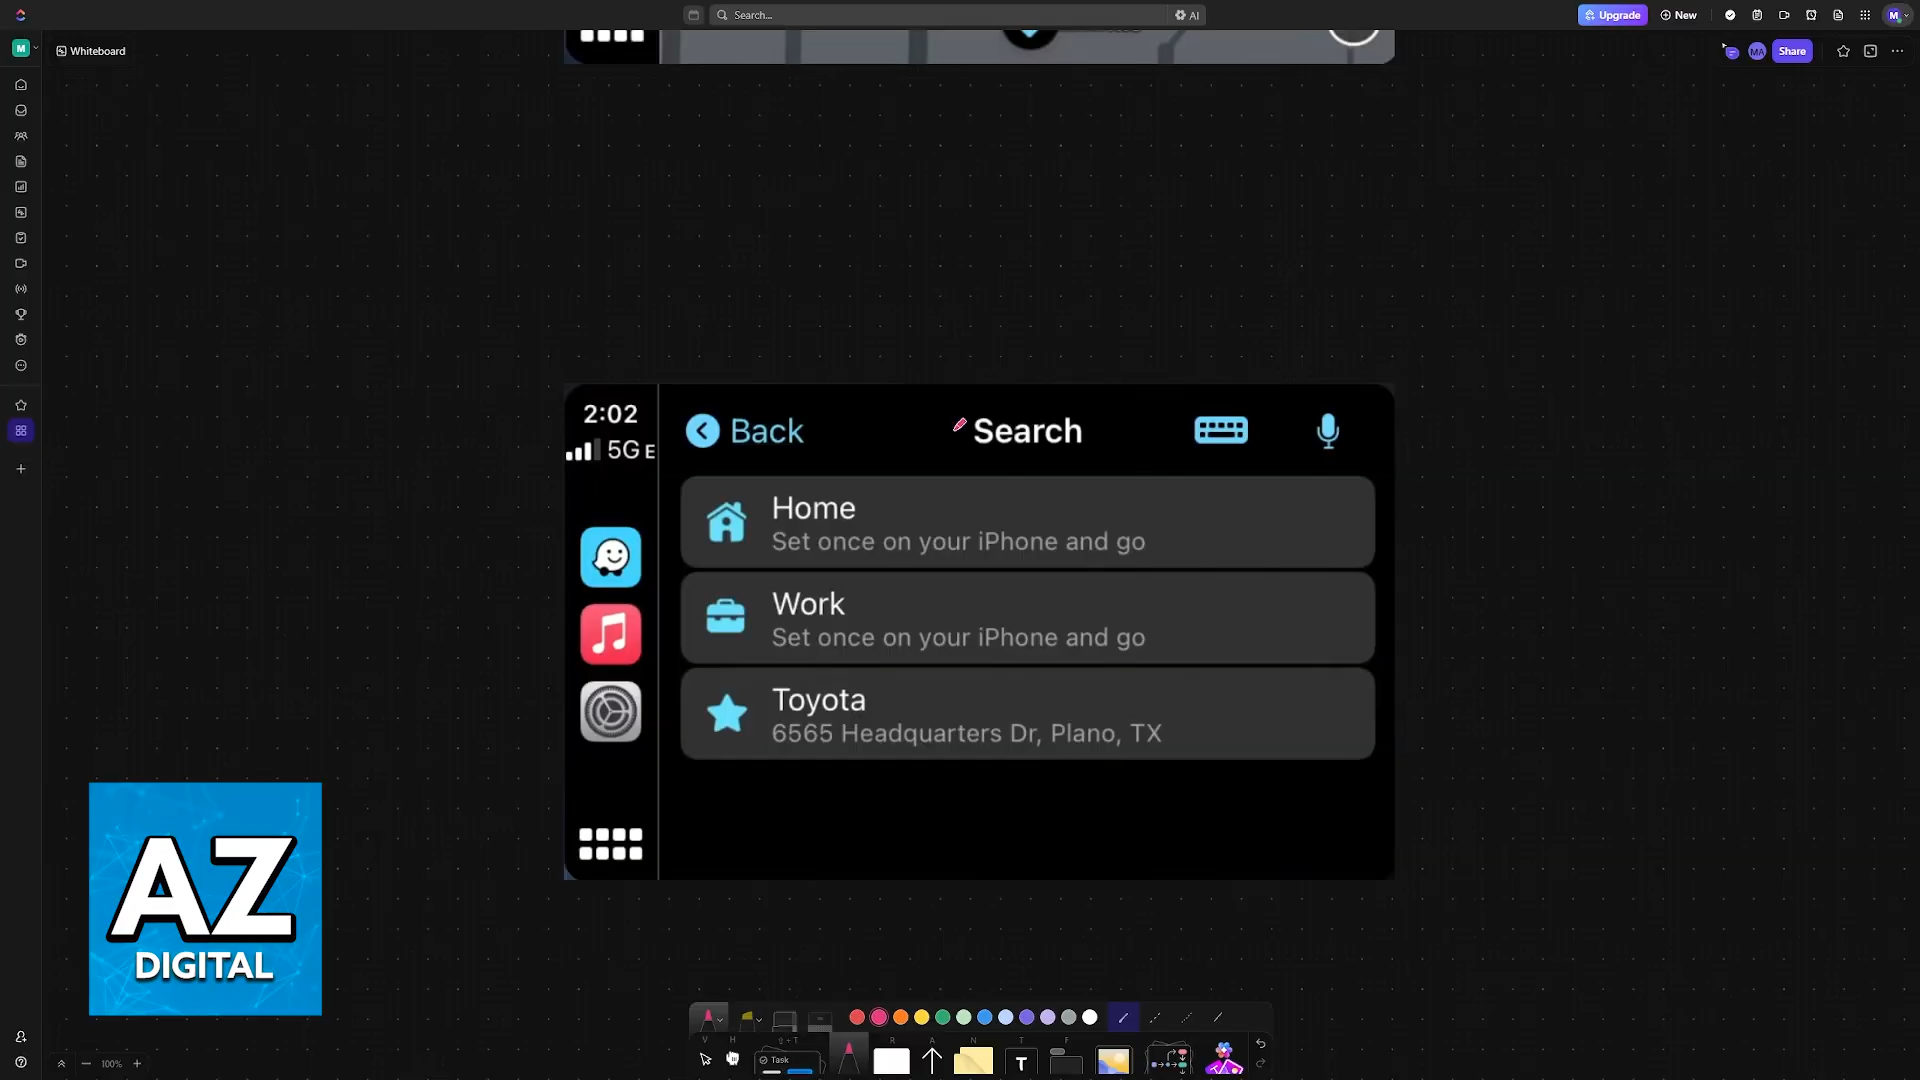 Search...
AI
Upgrade
New
M
M
Whiteboard
MA
Share
2:02
5G E
Back
Search
Home
Set once on your iPhone and go
Work
Set once on your iPhone and go
Toyota
6565 Headquarters Dr, Plano, TX
AZ
DIGITAL
V
H
⇧+T
R
A
N
T
F
Task
T
100%